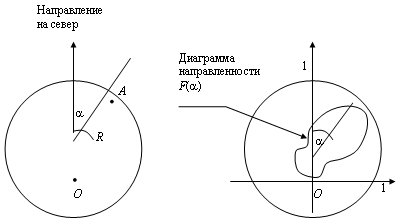 Направление
на север
A
α
R
O
Диаграмма
направленности
F(α)
1
α
1
O